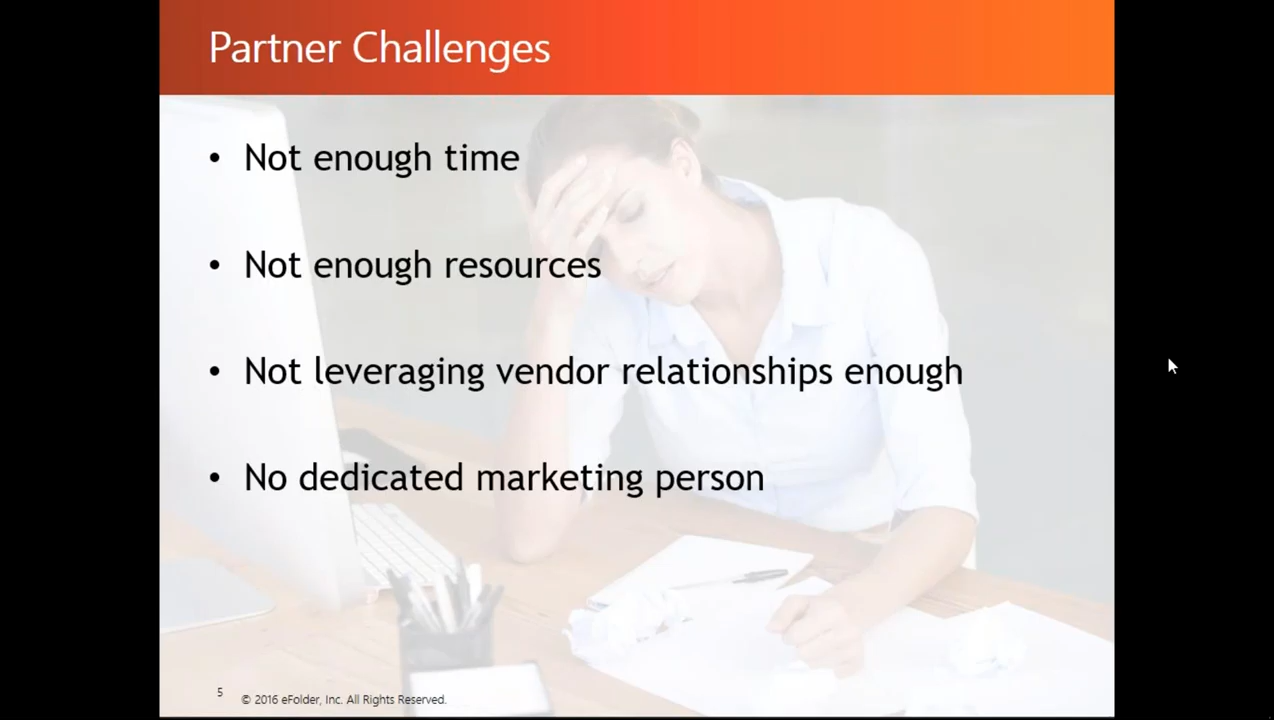 Partner Challenges
• Not enough time
• Not enough resources
• Not leveraging vendor relationships enough
• No dedicated marketing person
5
© 2016 eFolder, Inc. All Rights Reserved.